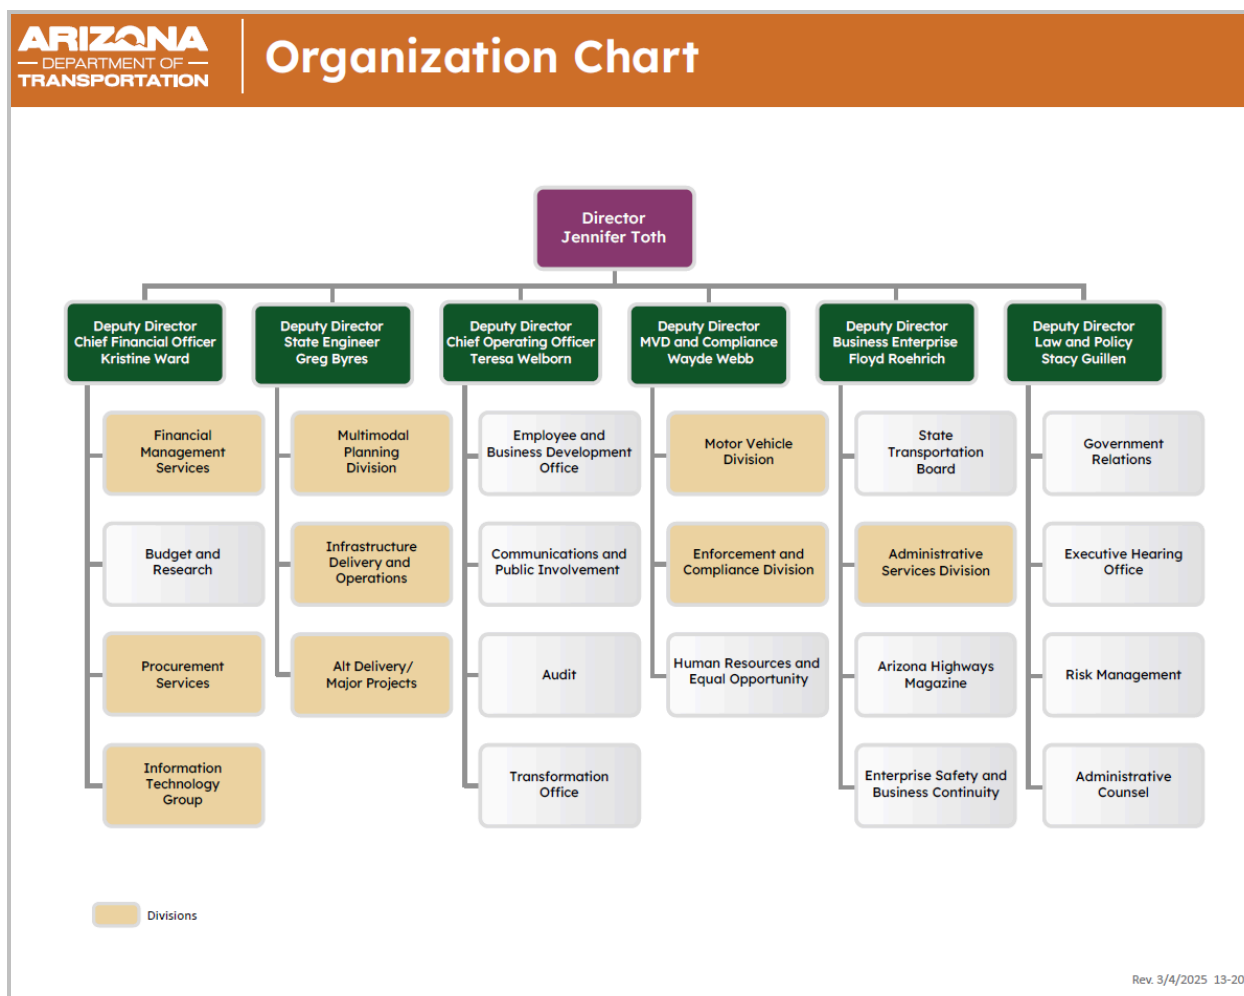 ARIZONA
DEPARTMENT OF
TRANSPORTATION
Organization Chart
Director
Jennifer Toth
Deputy Director
Chief Financial Officer
Kristine Ward
Deputy Director
State Engineer
Greg Byres
Deputy Director
Chief Operating Officer
Teresa Welborn
Deputy Director
MVD and Compliance
Wayde Webb
Deputy Director
Business Enterprise
Floyd Roehrich
Deputy Director
Law and Policy
Stacy Guillen
Financial
Management
Services
Multimodal
Planning
Division
Employee and
Business Development
Office
Motor Vehicle
Division
State
Transportation
Board
Government
Relations
Budget and
Research
Infrastructure
Delivery and
Operations
Communications and
Public Involvement
Enforcement and
Compliance Division
Administrative
Services Division
Executive Hearing
Office
Procurement
Services
Alt Delivery/
Major Projects
Audit
Human Resources and
Equal Opportunity
Arizona Highways
Magazine
Risk Management
Information
Technology
Group
Transformation
Office
Enterprise Safety and
Business Continuity
Administrative
Counsel
Divisions
Rev. 3/4/2025 13-20